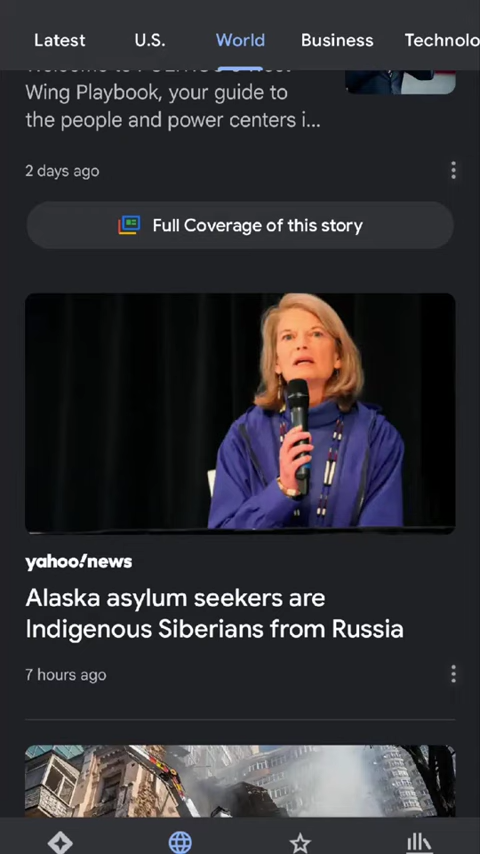 Latest U.S. World Business Technolo
Wing Playbook, your guide to
the people and power centers i...
2 days ago
Full Coverage of this story
yahoo!news
Alaska asylum seekers are
Indigenous Siberians from Russia
7 hours ago